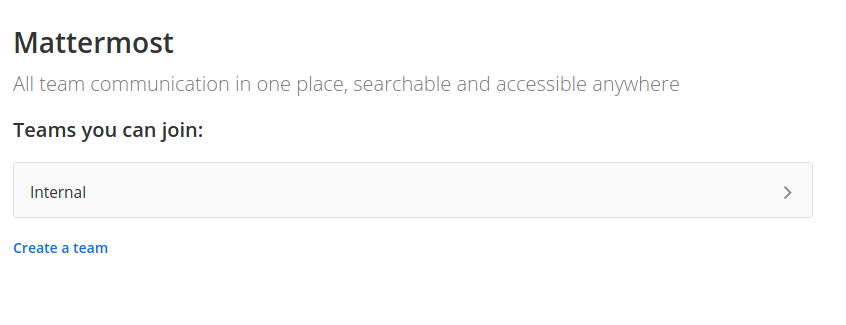 Mattermost
All team communication in one place, searchable and accessible anywhere
Teams you can join:
Internal
Create a team